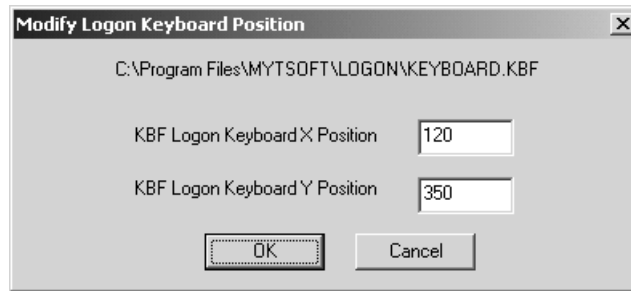 Modify Logon Keyboard Position
C:\Program Files\MYTSOFT\LOGON\KEYBOARD.KBF
KBF Logon Keyboard X Position 120
KBF Logon Keyboard Y Position 350
OK Cancel